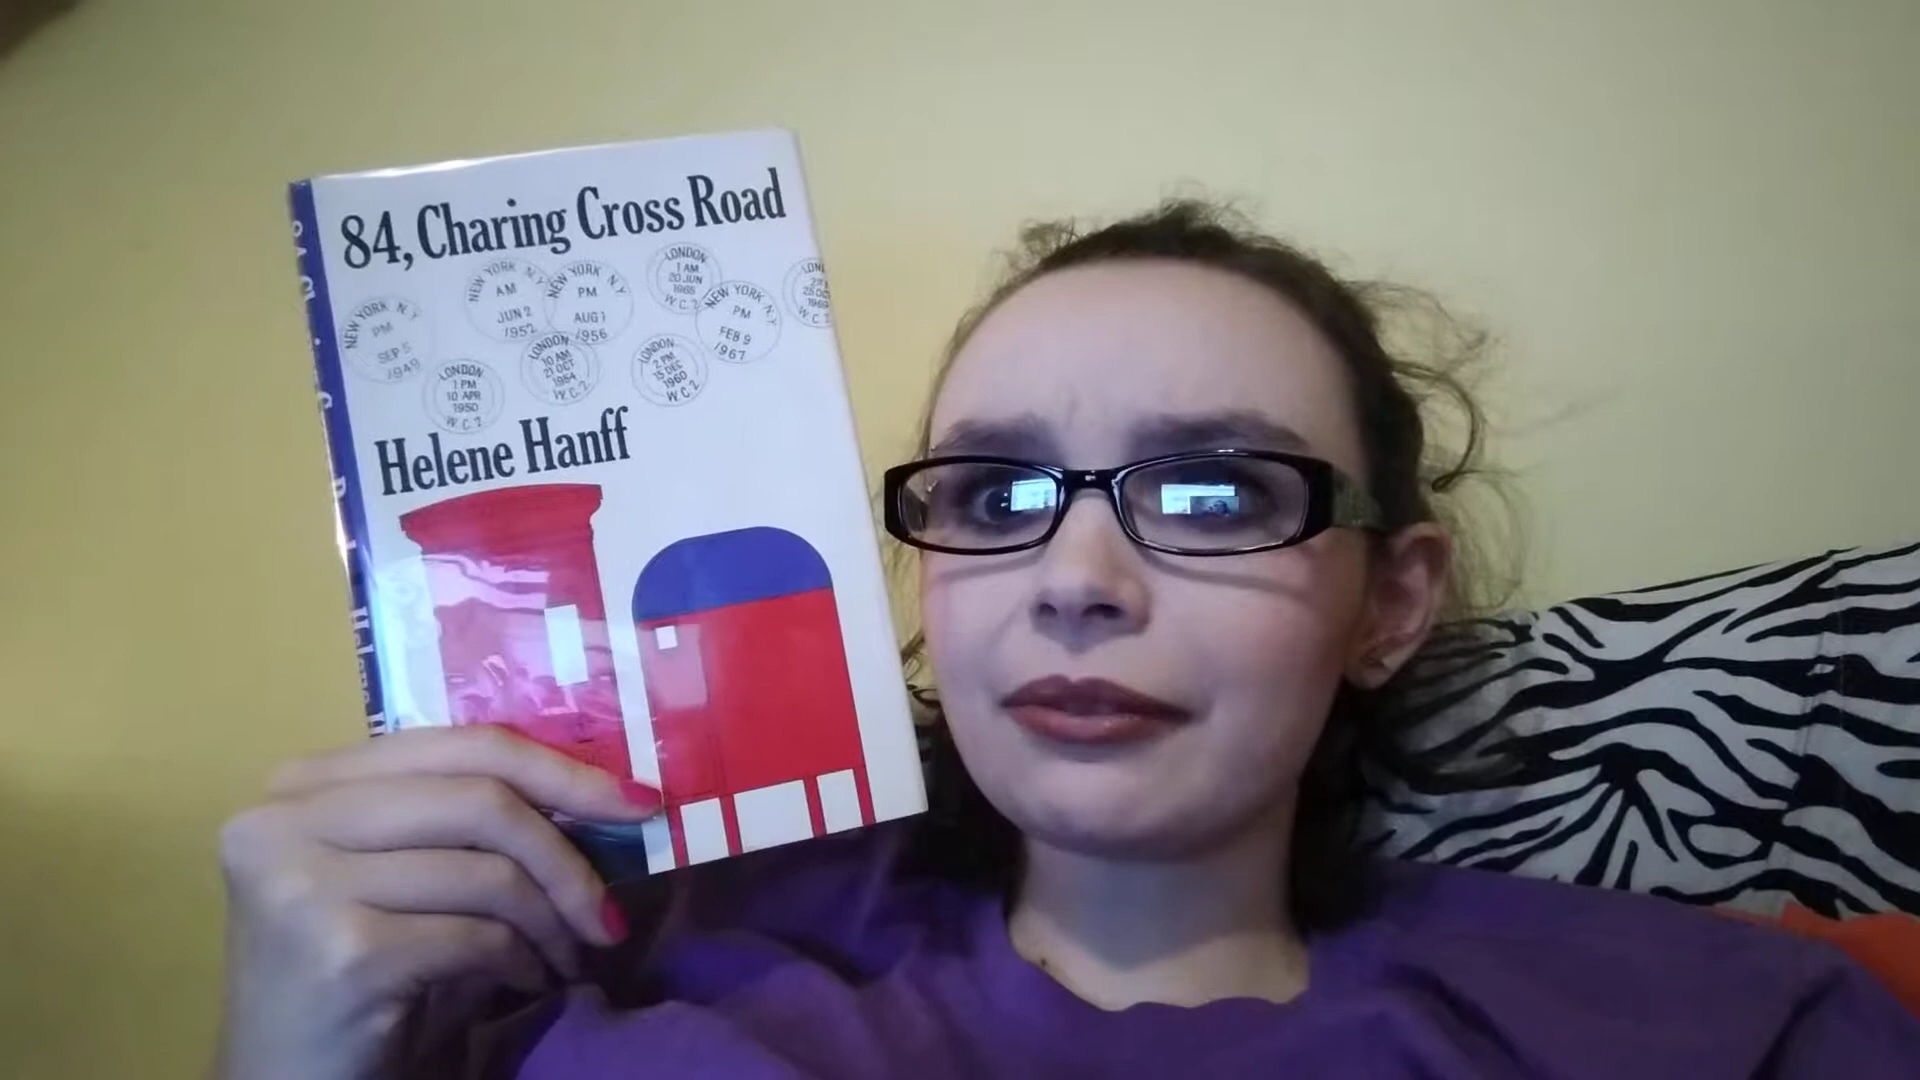 84, Charing Cross Road
NEW YORK N.Y.
PM
SEP 5
1949
LONDON
1 PM
10 APR
1950
W.C.2
NEW YORK N.Y.
AM
JUN 2
1952
LONDON
10 AM
21 OCT
1954
W.C.2
NEW YORK N.Y.
PM
AUG 1
1956
LONDON
2 PM
15 DEC
1960
W.C.2
LONDON
1 AM
20 JUN
1965
W.C.2
NEW YORK N.Y.
PM
FEB 9
1967
Helene Hanff